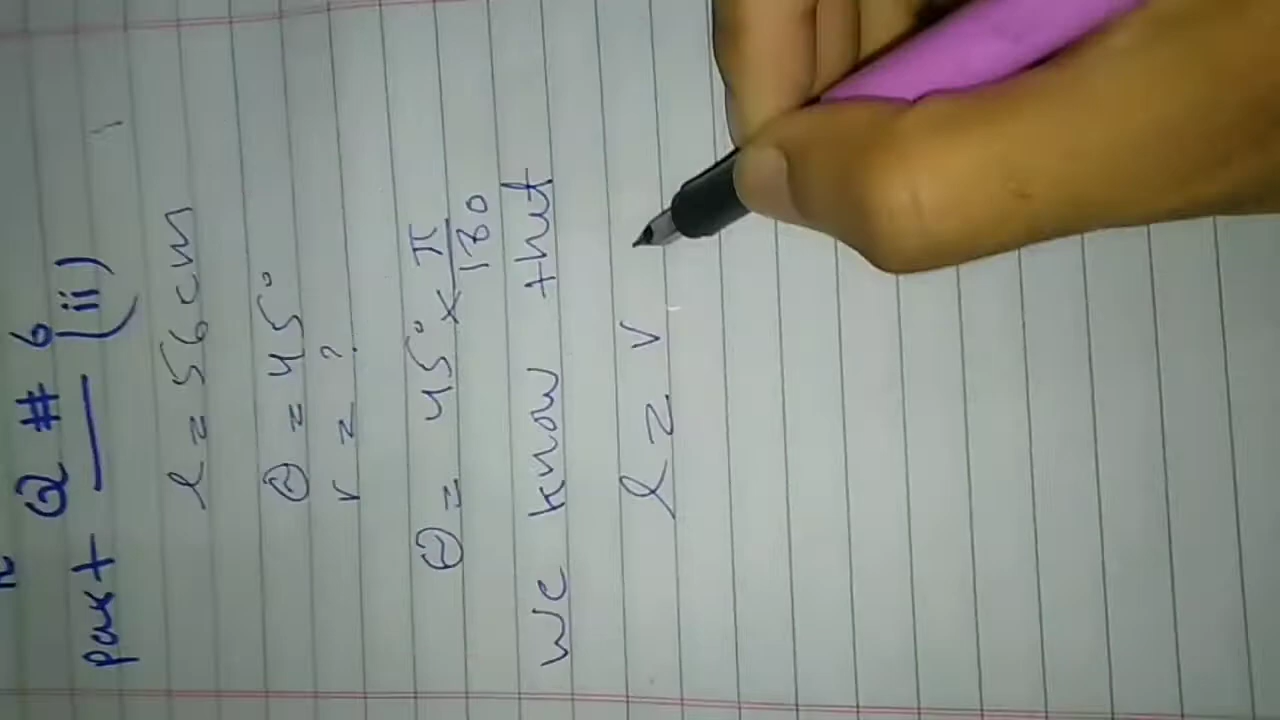 Q # 6
part — (ii)
l = 56 cm
θ = 45°
r = ?
θ = 45° × π/180
we know that
l = r